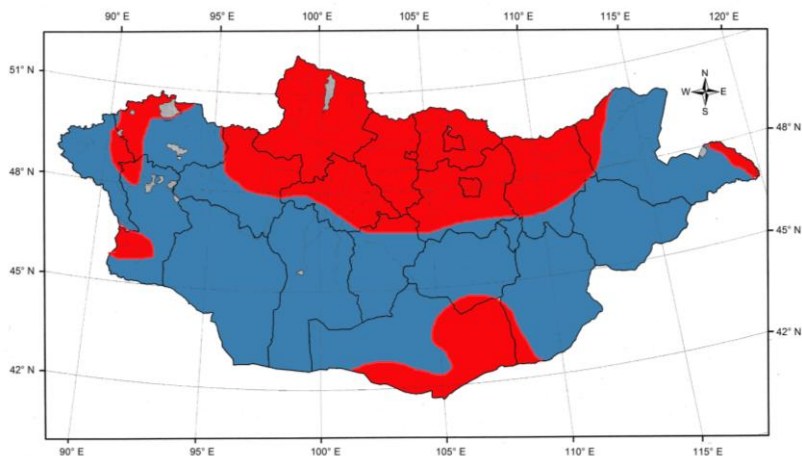 90° E 95° E 100° E 105° E 110° E 115° E 120° E
51° N
N
W E
S
48° N 48° N
45° N 45° N
42° N 42° N
90° E 95° E 100° E 105° E 110° E 115° E